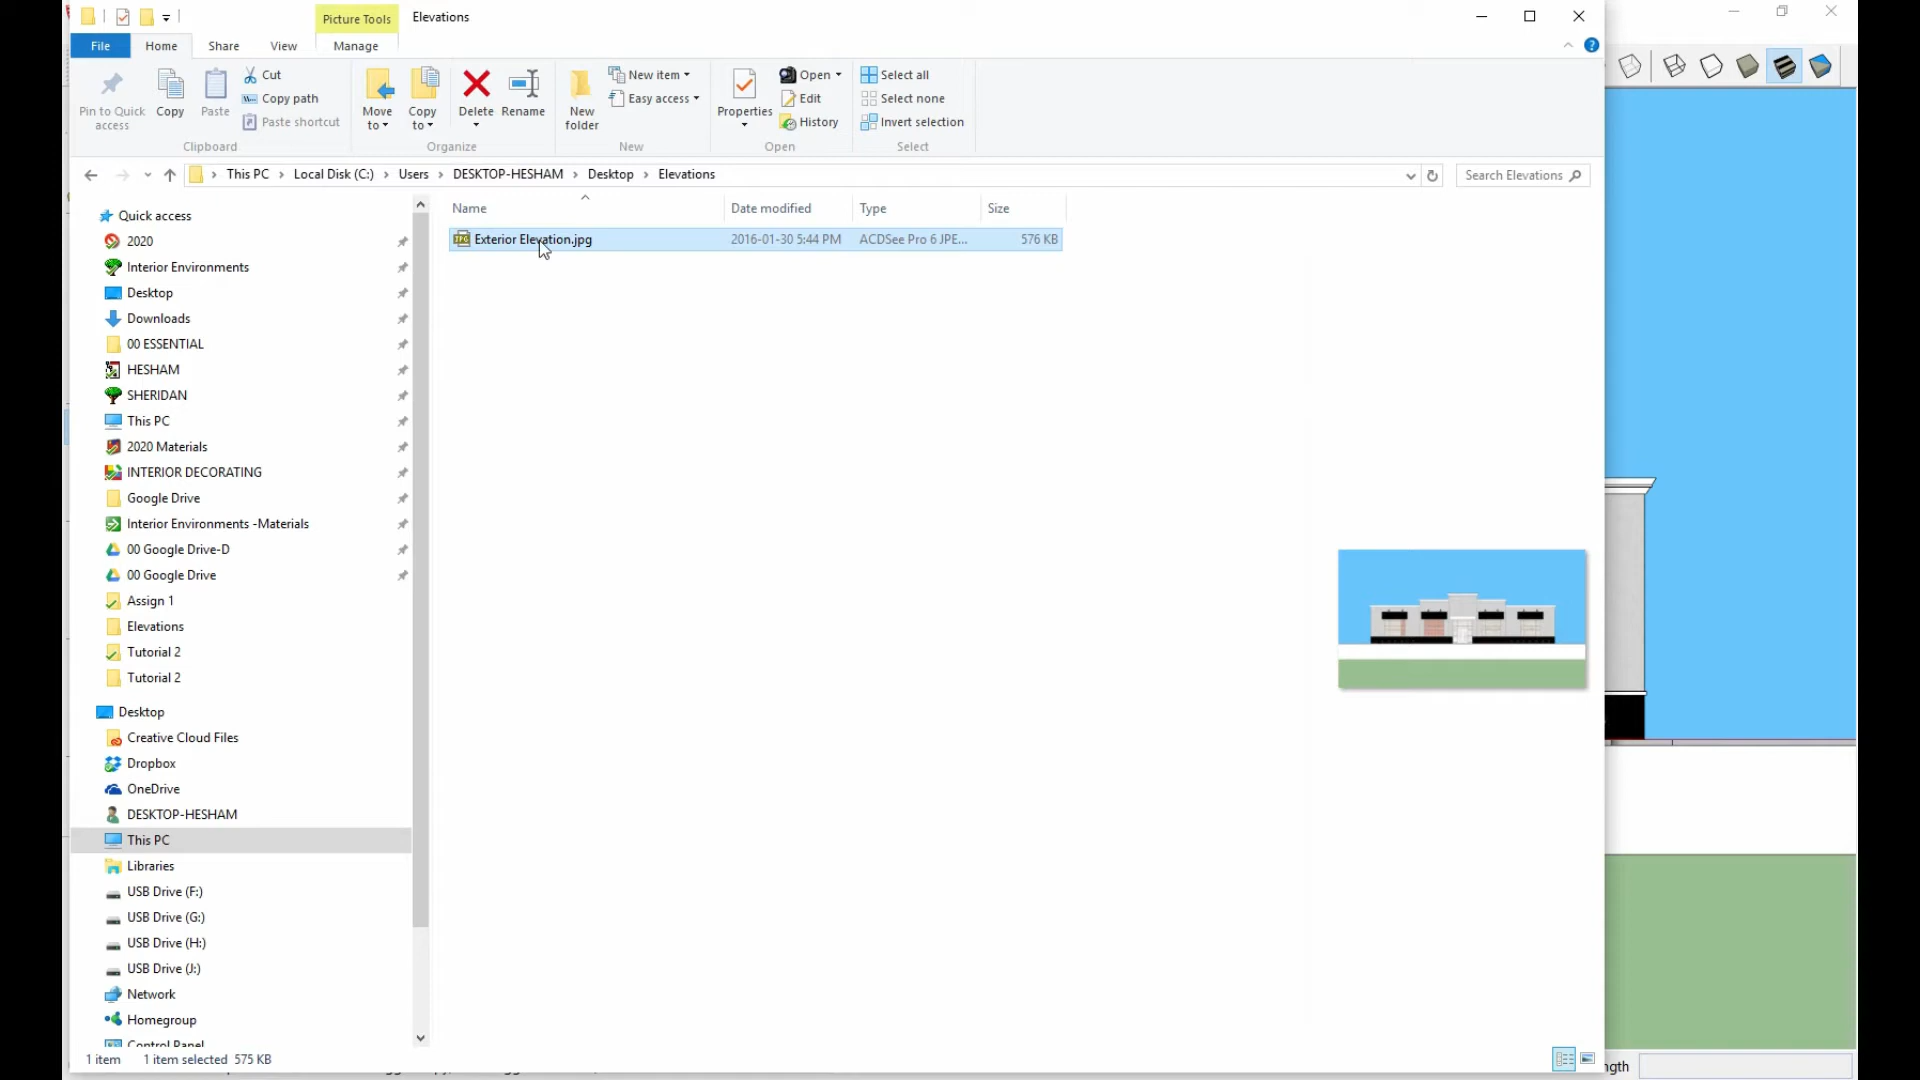 Picture Tools Elevations
File Home Share View Manage
Pin to Quick access
Copy
Paste
Cut
Copy path
Paste shortcut
Clipboard
Move to
Copy to
Delete
Rename
Organize
New folder
New item
Easy access
New
Properties
Open
Edit
History
Open
Select all
Select none
Invert selection
Select
This PC Local Disk (C:) Users DESKTOP-HESHAM Desktop Elevations
Search Elevations
Name Date modified Type Size
Exterior Elevation.jpg 2016-01-30 5:44 PM ACDSee Pro 6 JPE... 576 KB
Quick access
2020
Interior Environments
Desktop
Downloads
00 ESSENTIAL
HESHAM
SHERIDAN
This PC
2020 Materials
INTERIOR DECORATING
Google Drive
Interior Environments -Materials
00 Google Drive-D
00 Google Drive
Assign 1
Elevations
Tutorial 2
Tutorial 2
Desktop
Creative Cloud Files
Dropbox
OneDrive
DESKTOP-HESHAM
This PC
Libraries
USB Drive (F:)
USB Drive (G:)
USB Drive (H:)
USB Drive (J:)
Network
Homegroup
Control Panel
1 item 1 item selected 575 KB
ngth